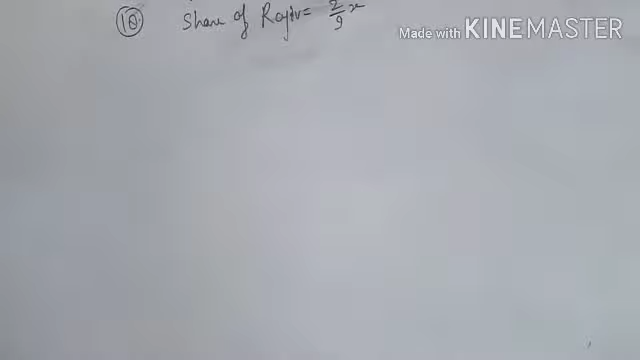 10. Share of Rajiv = 2/9 x
Made with KINEMASTER